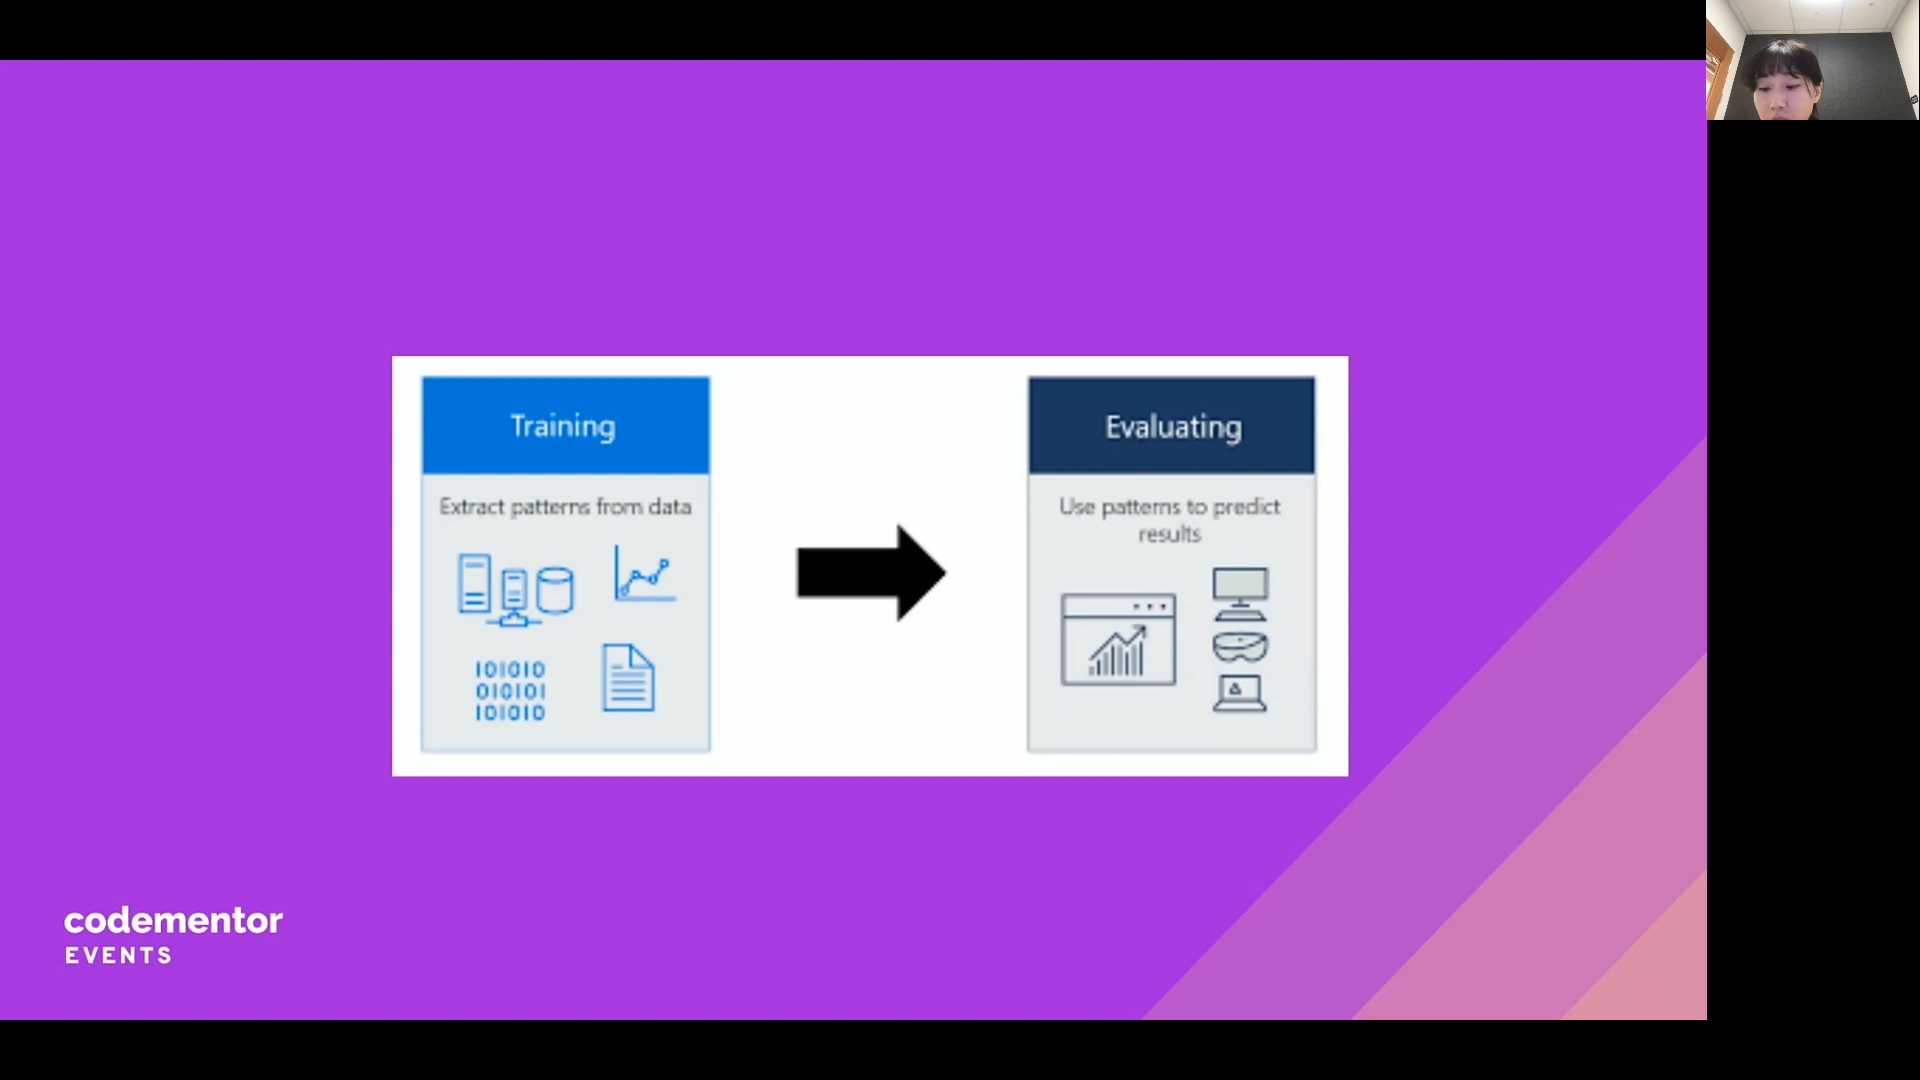 Training
Extract patterns from data
101010
010101
101010
Evaluating
Use patterns to predict
results
codementor
EVENTS